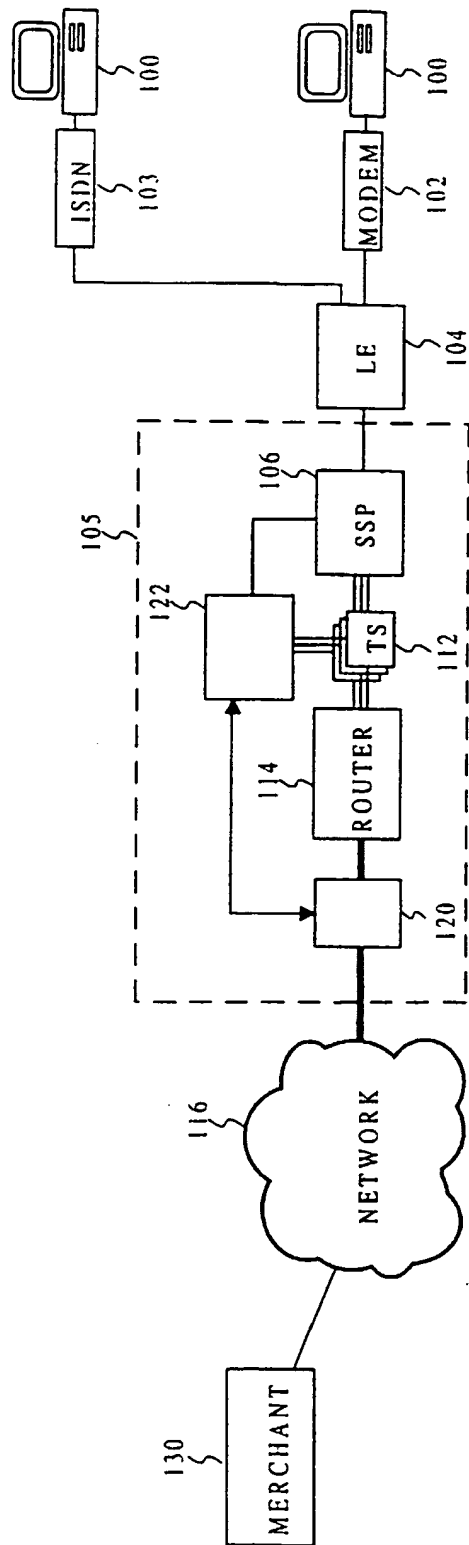 MERCHANT
130
NETWORK
116
105
120
ROUTER
114
122
TS
112
SSP
106
LE
104
ISDN
103
MODEM
102
100
100